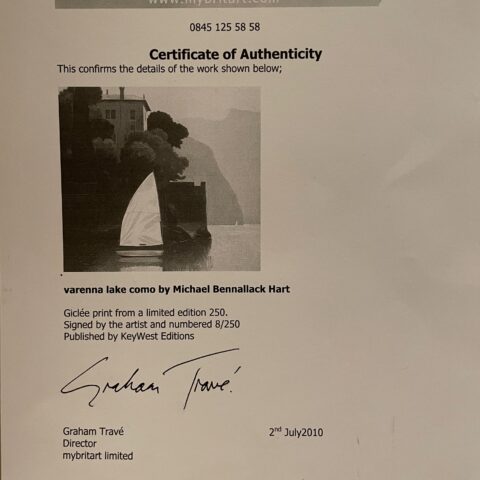 www.mybritart.com
0845 125 58 58
Certificate of Authenticity
This confirms the details of the work shown below;
varenna lake como by Michael Bennallack Hart
Giclée print from a limited edition 250.
Signed by the artist and numbered 8/250
Published by KeyWest Editions
Graham Travé
Graham Travé
2nd July2010
Director
mybritart limited